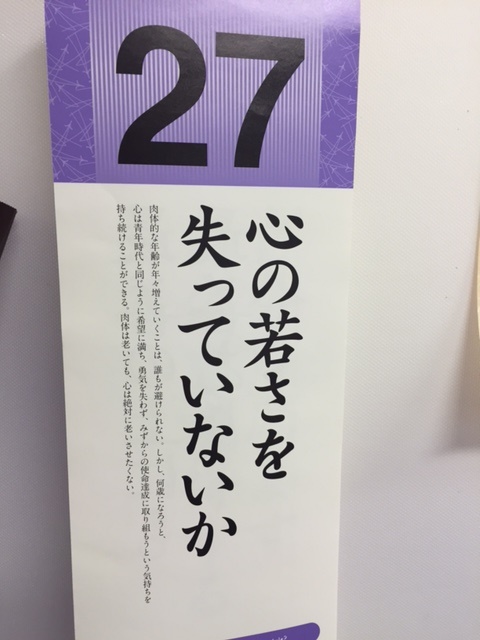 27
心の若さを
失っていないか
肉体的な年齢が年々増えていくことは、誰もが避けられない。しかし、何歳になろうと、
心は青年時代と同じように希望に満ち、勇気を失わず、みずからの使命達成に取り組もうという気持ちを
持ち続けることができる。肉体は老いても、心は絶対に老いさせたくない。